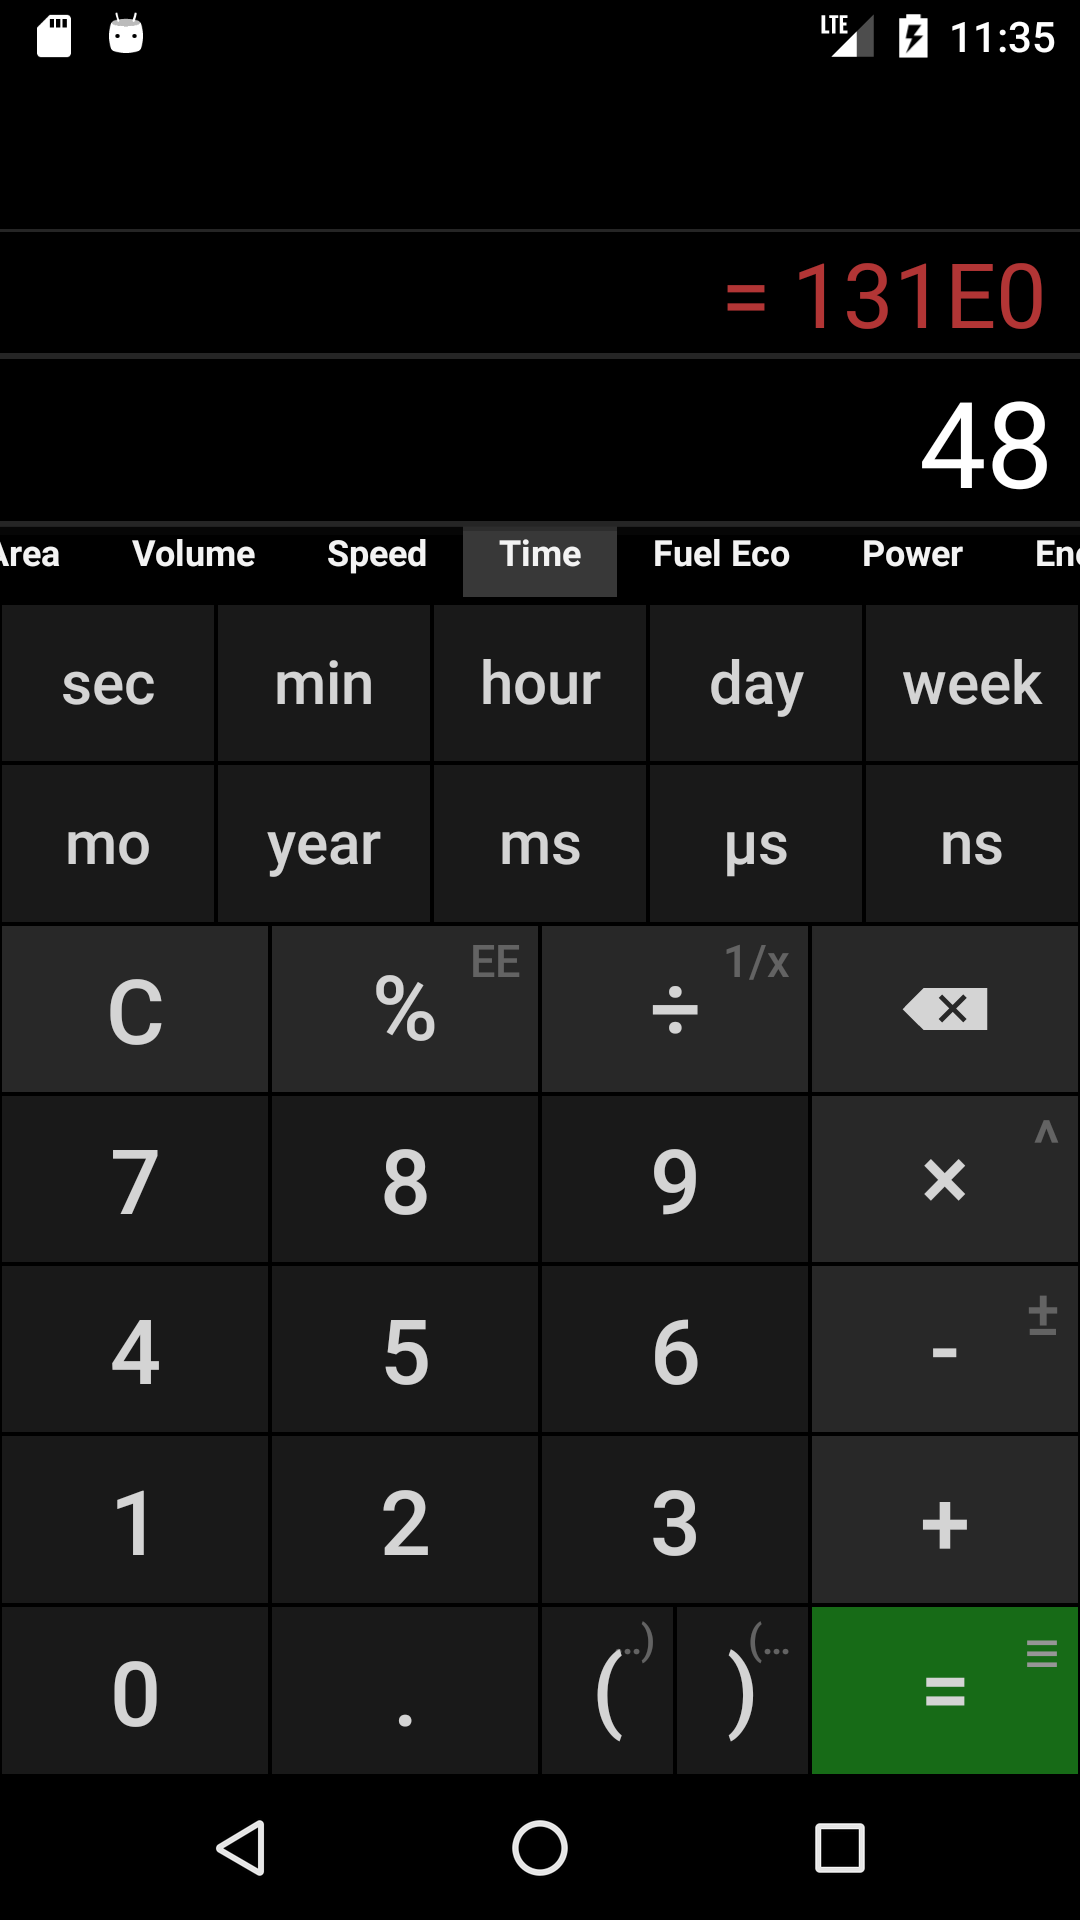 LTE 11:35
= 131E0
48
Area Volume Speed Time Fuel Eco Power
sec min hour day week
mo year ms µs ns
C % EE ÷ 1/x
7 8 9 × ^
4 5 6 - ±
1 2 3 +
0 . ( ..) ) (... =